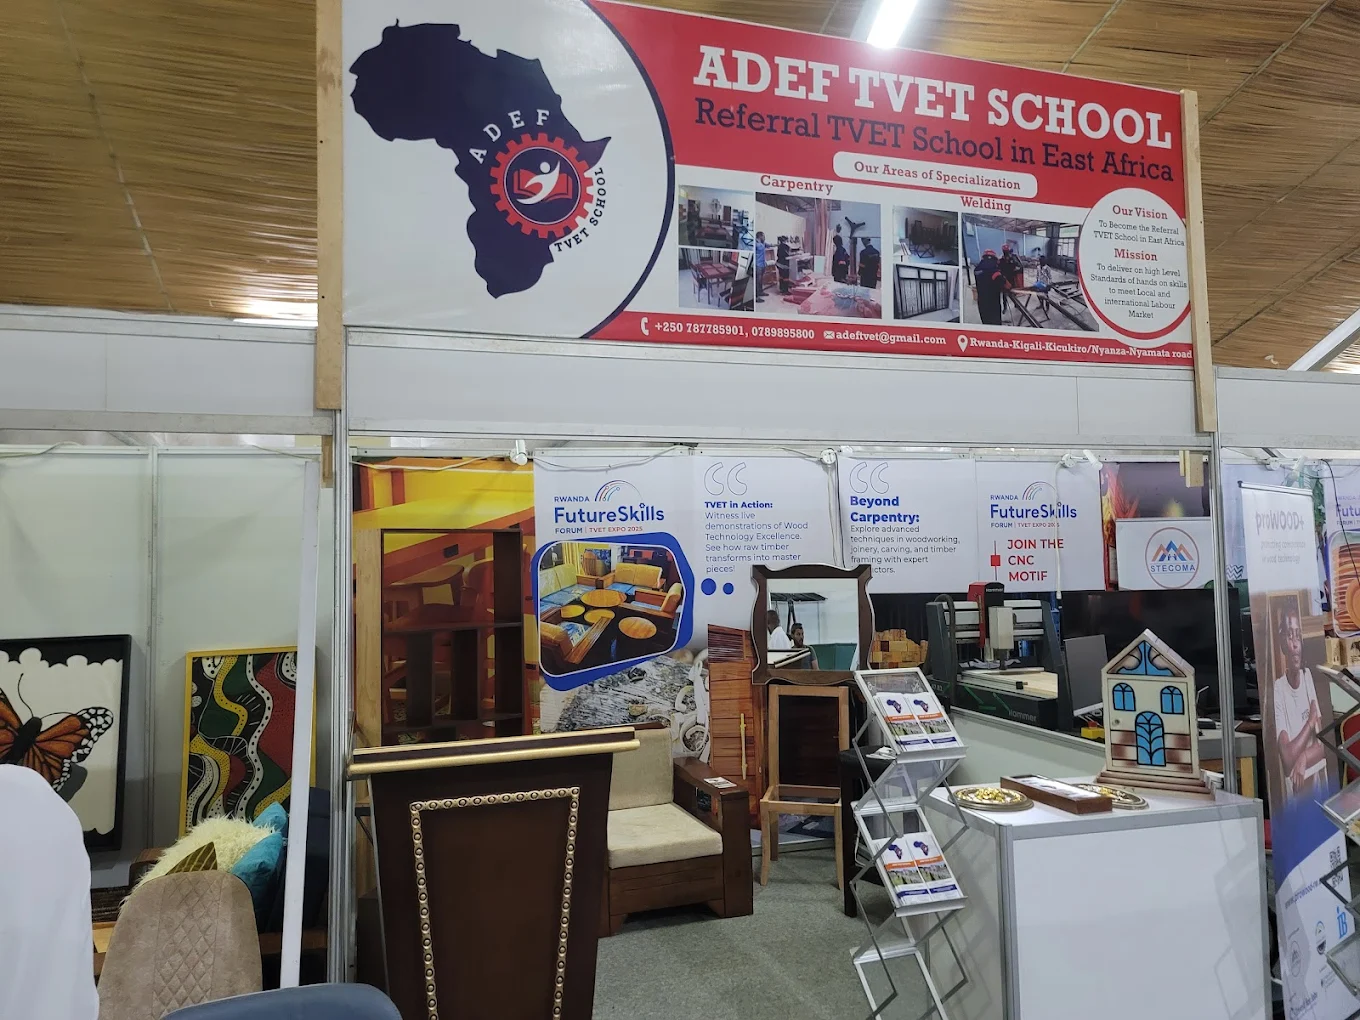 ADEF TVET SCHOOL
Referral TVET School in East Africa
Our Areas of Specialization
Carpentry
Welding
Our Vision
To Become the Referral
TVET School in East Africa
Mission
To deliver on high Level
Standards of hands on skills
to meet Local and
international Labour
Market
ADEF
TVET SCHOOL
+250 787785901, 0789895800
adeftvet@gmail.com
Rwanda-Kigali-Kicukiro/Nyanza-Nyamata road
RWANDA
FutureSkills
FORUM | TVET EXPO 2025
TVET in Action:
Witness live
demonstrations of Wood
Technology Excellence.
See how raw timber
transforms into master
pieces!
Beyond
Carpentry:
Explore advanced
techniques in woodworking,
joinery, carving, and timber
framing with expert
RWANDA
FutureSkills
FORUM | TVET EXPO
JOIN THE
CNC
MOTIF
STECOMA
proWOOD+
hammer